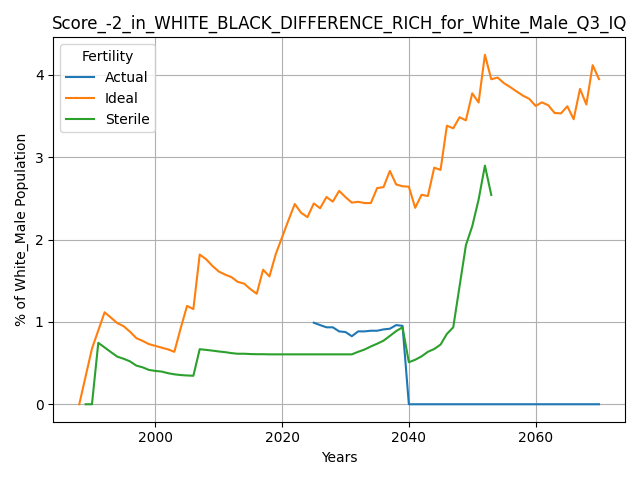 Score_-2_in_WHITE_BLACK_DIFFERENCE_RICH_for_White_Male_Q3_IQ
Fertility
Actual
Ideal
Sterile
% of White_Male Population
4
3
2
1
0
2000
2020
2040
2060
Years